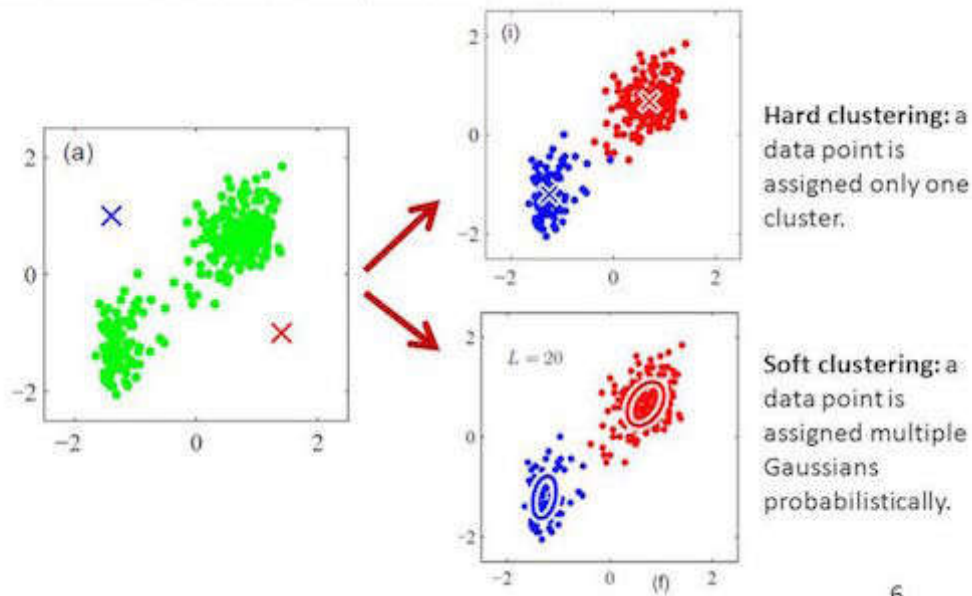 (a)
2
0
−2
−2
0
2
(i)
2
0
−2
−2
0
2
Hard clustering: a
data point is
assigned only one
cluster.
2
L = 20
0
−2
−2
0
(f)
2
Soft clustering: a
data point is
assigned multiple
Gaussians
probabilistically.
6